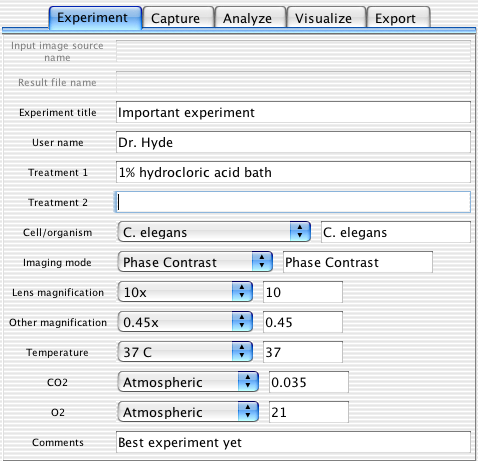 Experiment Capture Analyze Visualize Export
Input image source
name
Result file name
Experiment title Important experiment
User name Dr. Hyde
Treatment 1 1% hydrocloric acid bath
Treatment 2
Cell/organism C. elegans C. elegans
Imaging mode Phase Contrast Phase Contrast
Lens magnification 10x 10
Other magnification 0.45x 0.45
Temperature 37 C 37
CO2 Atmospheric 0.035
O2 Atmospheric 21
Comments Best experiment yet